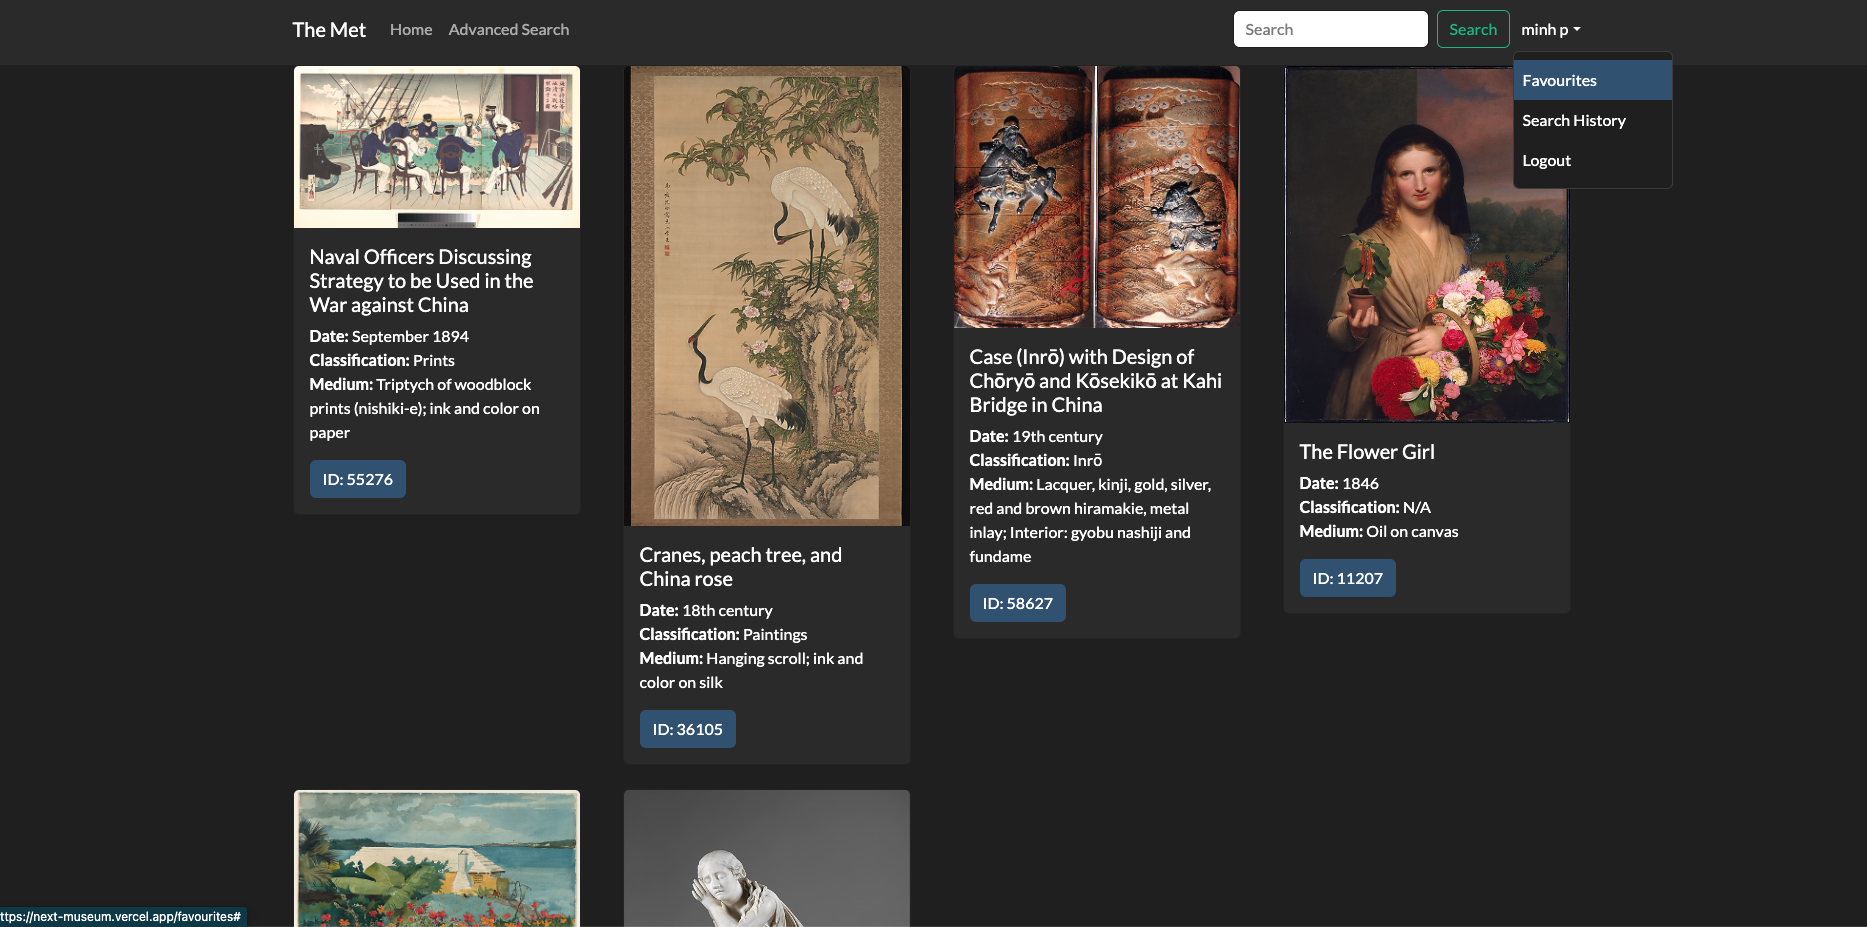 The Met Home Advanced Search Search Search minh p
Favourites
Search History
Logout
Naval Officers Discussing
Strategy to be Used in the
War against China
Date: September 1894
Classification: Prints
Medium: Triptych of woodblock
prints (nishiki-e); ink and color on
paper
ID: 55276
Cranes, peach tree, and
China rose
Date: 18th century
Classification: Paintings
Medium: Hanging scroll; ink and
color on silk
ID: 36105
Case (Inrō) with Design of
Chōryō and Kōsekikō at Kahi
Bridge in China
Date: 19th century
Classification: Inrō
Medium: Lacquer, kinji, gold, silver,
red and brown hiramakie, metal
inlay; Interior: gyobu nashiji and
fundame
ID: 58627
The Flower Girl
Date: 1846
Classification: N/A
Medium: Oil on canvas
ID: 11207
ttps://next-museum.vercel.app/favourites#